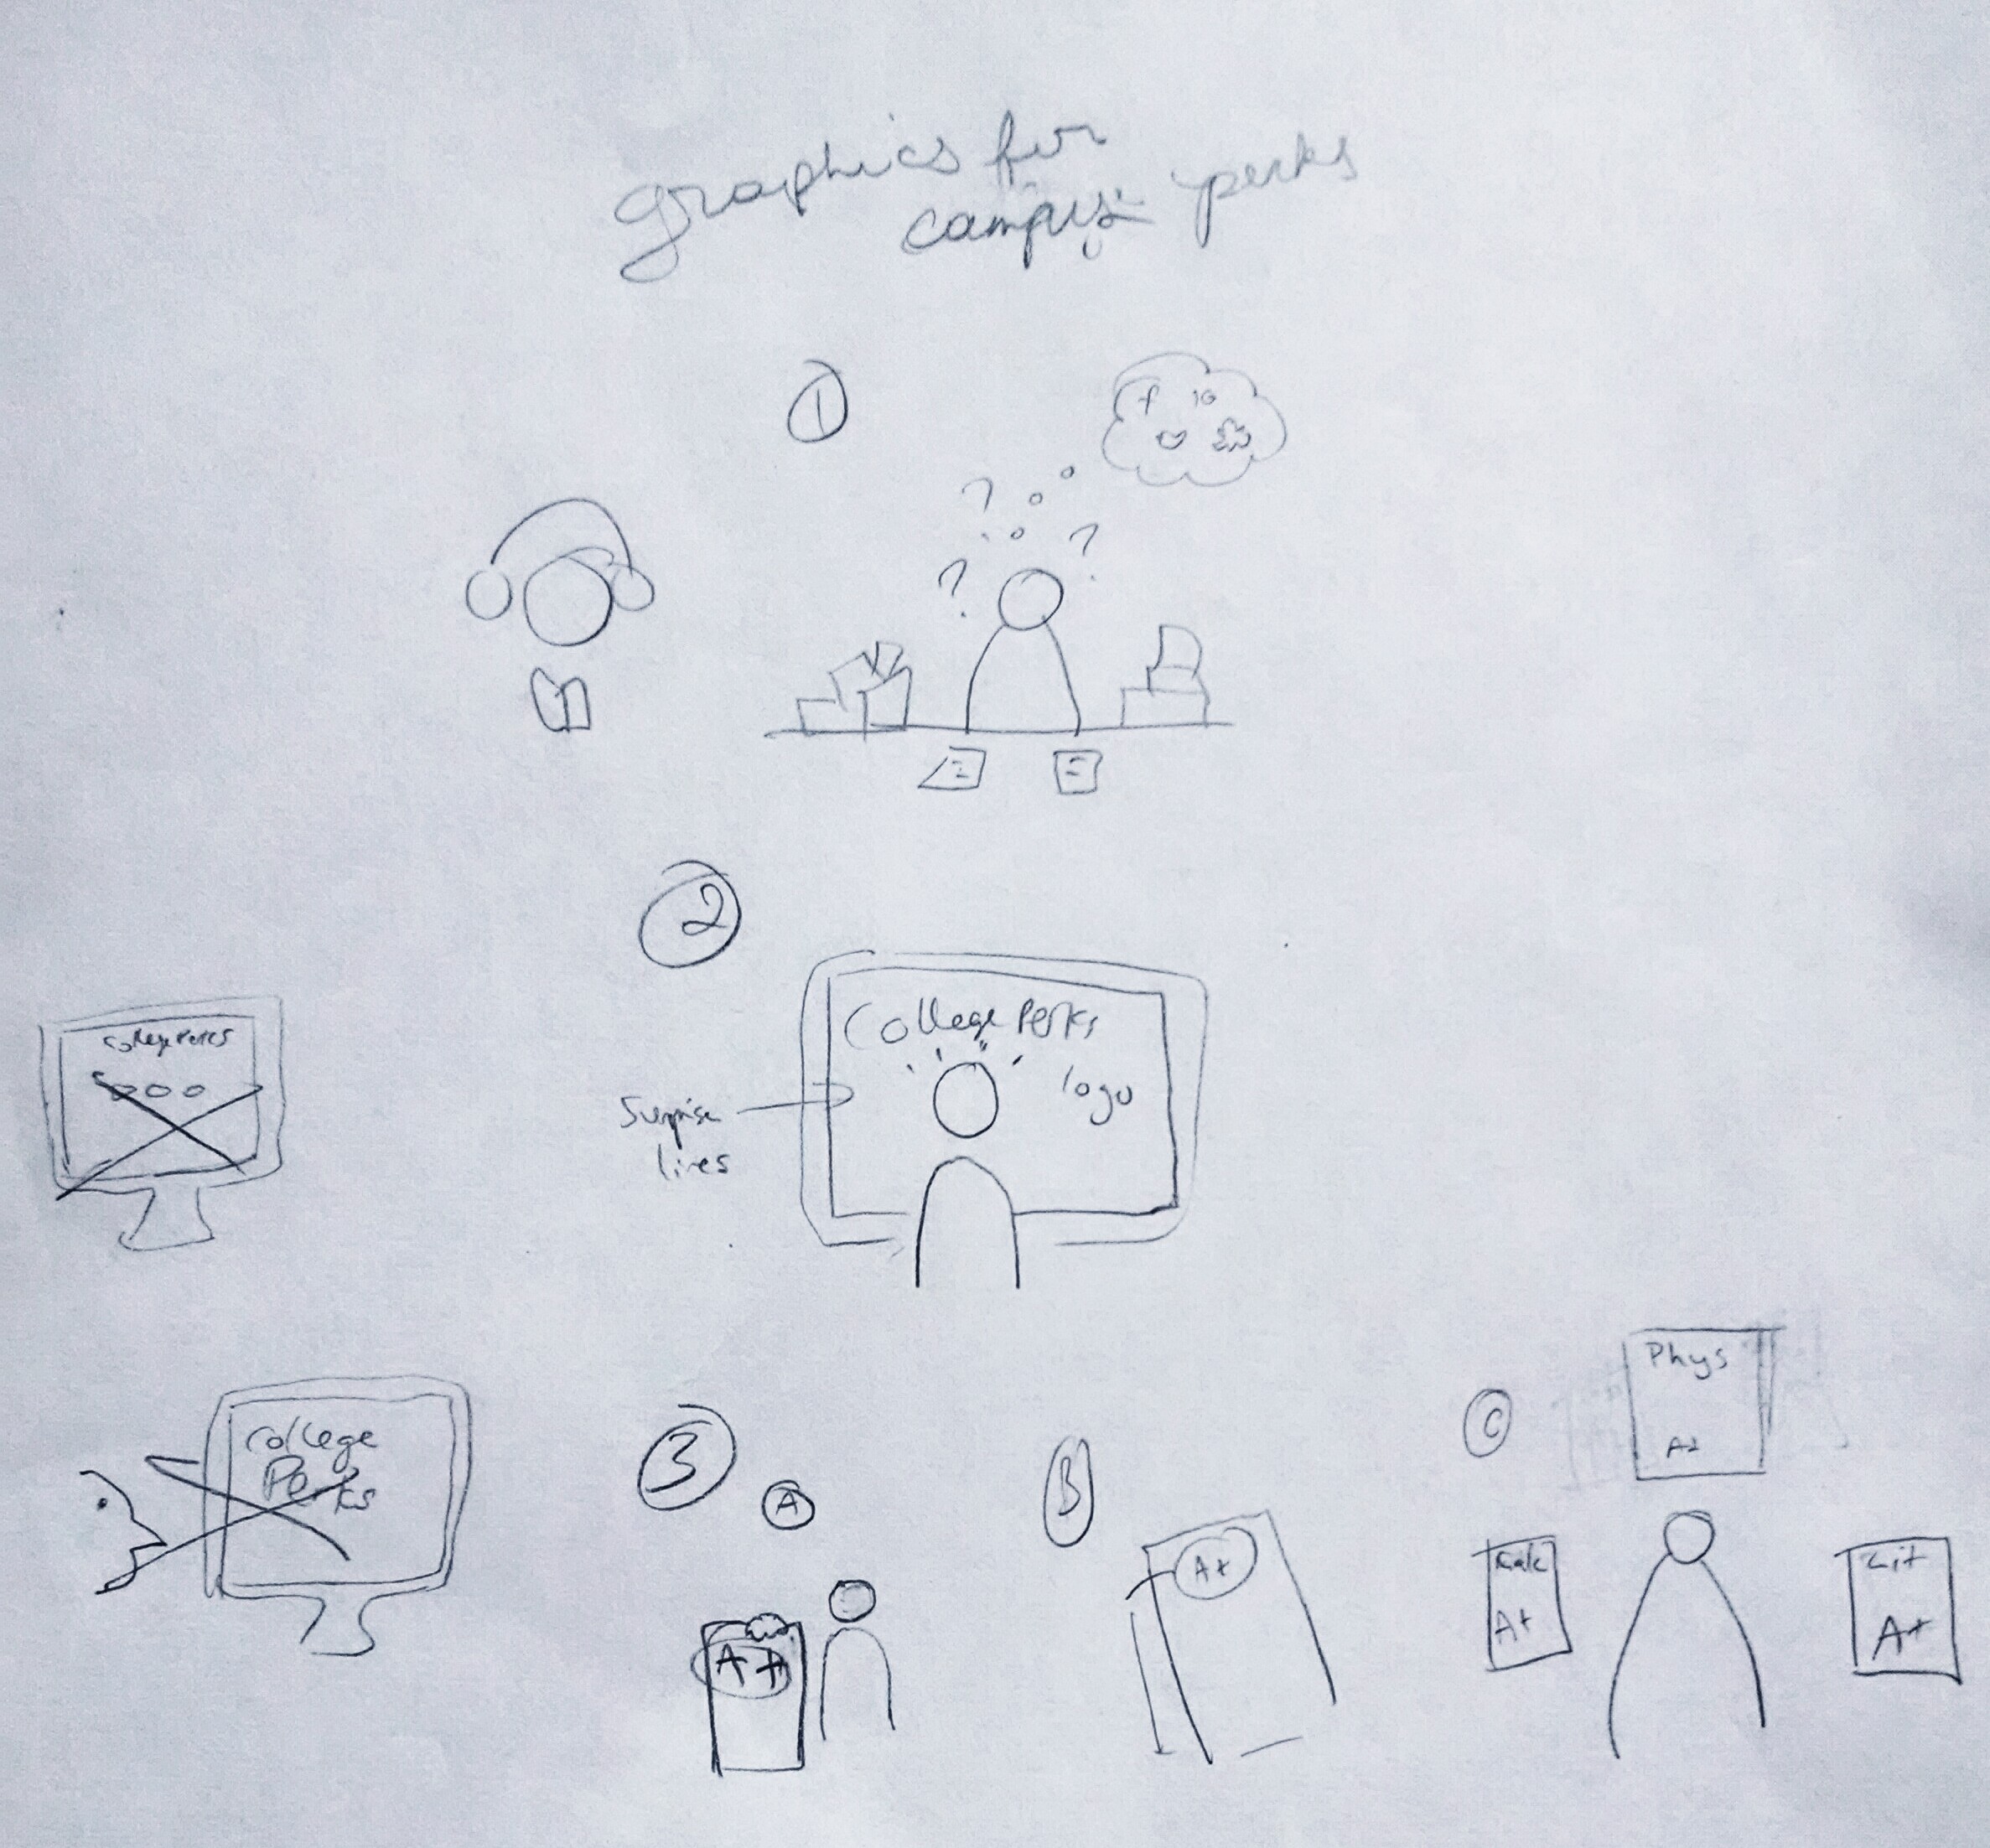 graphics for
campus perks
1
f IG
? ? ?
2
College Perks
logo
Surprise
lines
College Perks
College
Perks
3
A
A+
B
A+
C
Phys
A+
Calc
A+
Lit
A+